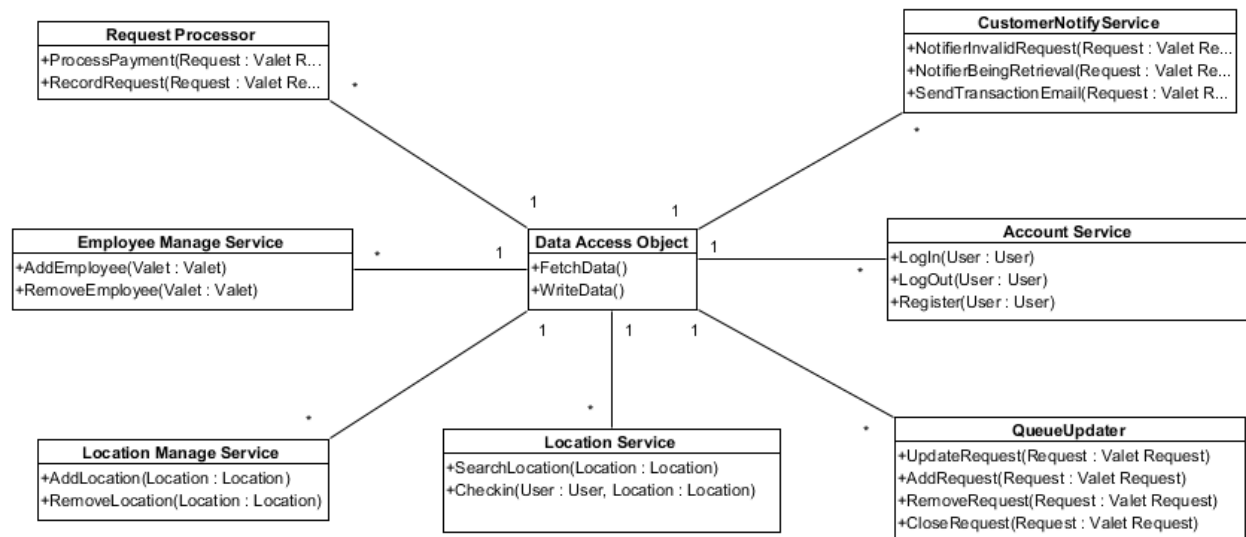 Request Processor
+ProcessPayment(Request : Valet R...
+RecordRequest(Request : Valet Re...
*
CustomerNotifyService
+NotifierInvalidRequest(Request : Valet Re...
+NotifierBeingRetrieval(Request : Valet Re...
+SendTransactionEmail(Request : Valet R...
*
1
1
Employee Manage Service
+AddEmployee(Valet : Valet)
+RemoveEmployee(Valet : Valet)
*
1
Data Access Object
+FetchData()
+WriteData()
1
*
Account Service
+LogIn(User : User)
+LogOut(User : User)
+Register(User : User)
1
1
1
*
*
*
Location Manage Service
+AddLocation(Location : Location)
+RemoveLocation(Location : Location)
Location Service
+SearchLocation(Location : Location)
+Checkin(User : User, Location : Location)
QueueUpdater
+UpdateRequest(Request : Valet Request)
+AddRequest(Request : Valet Request)
+RemoveRequest(Request : Valet Request)
+CloseRequest(Request : Valet Request)